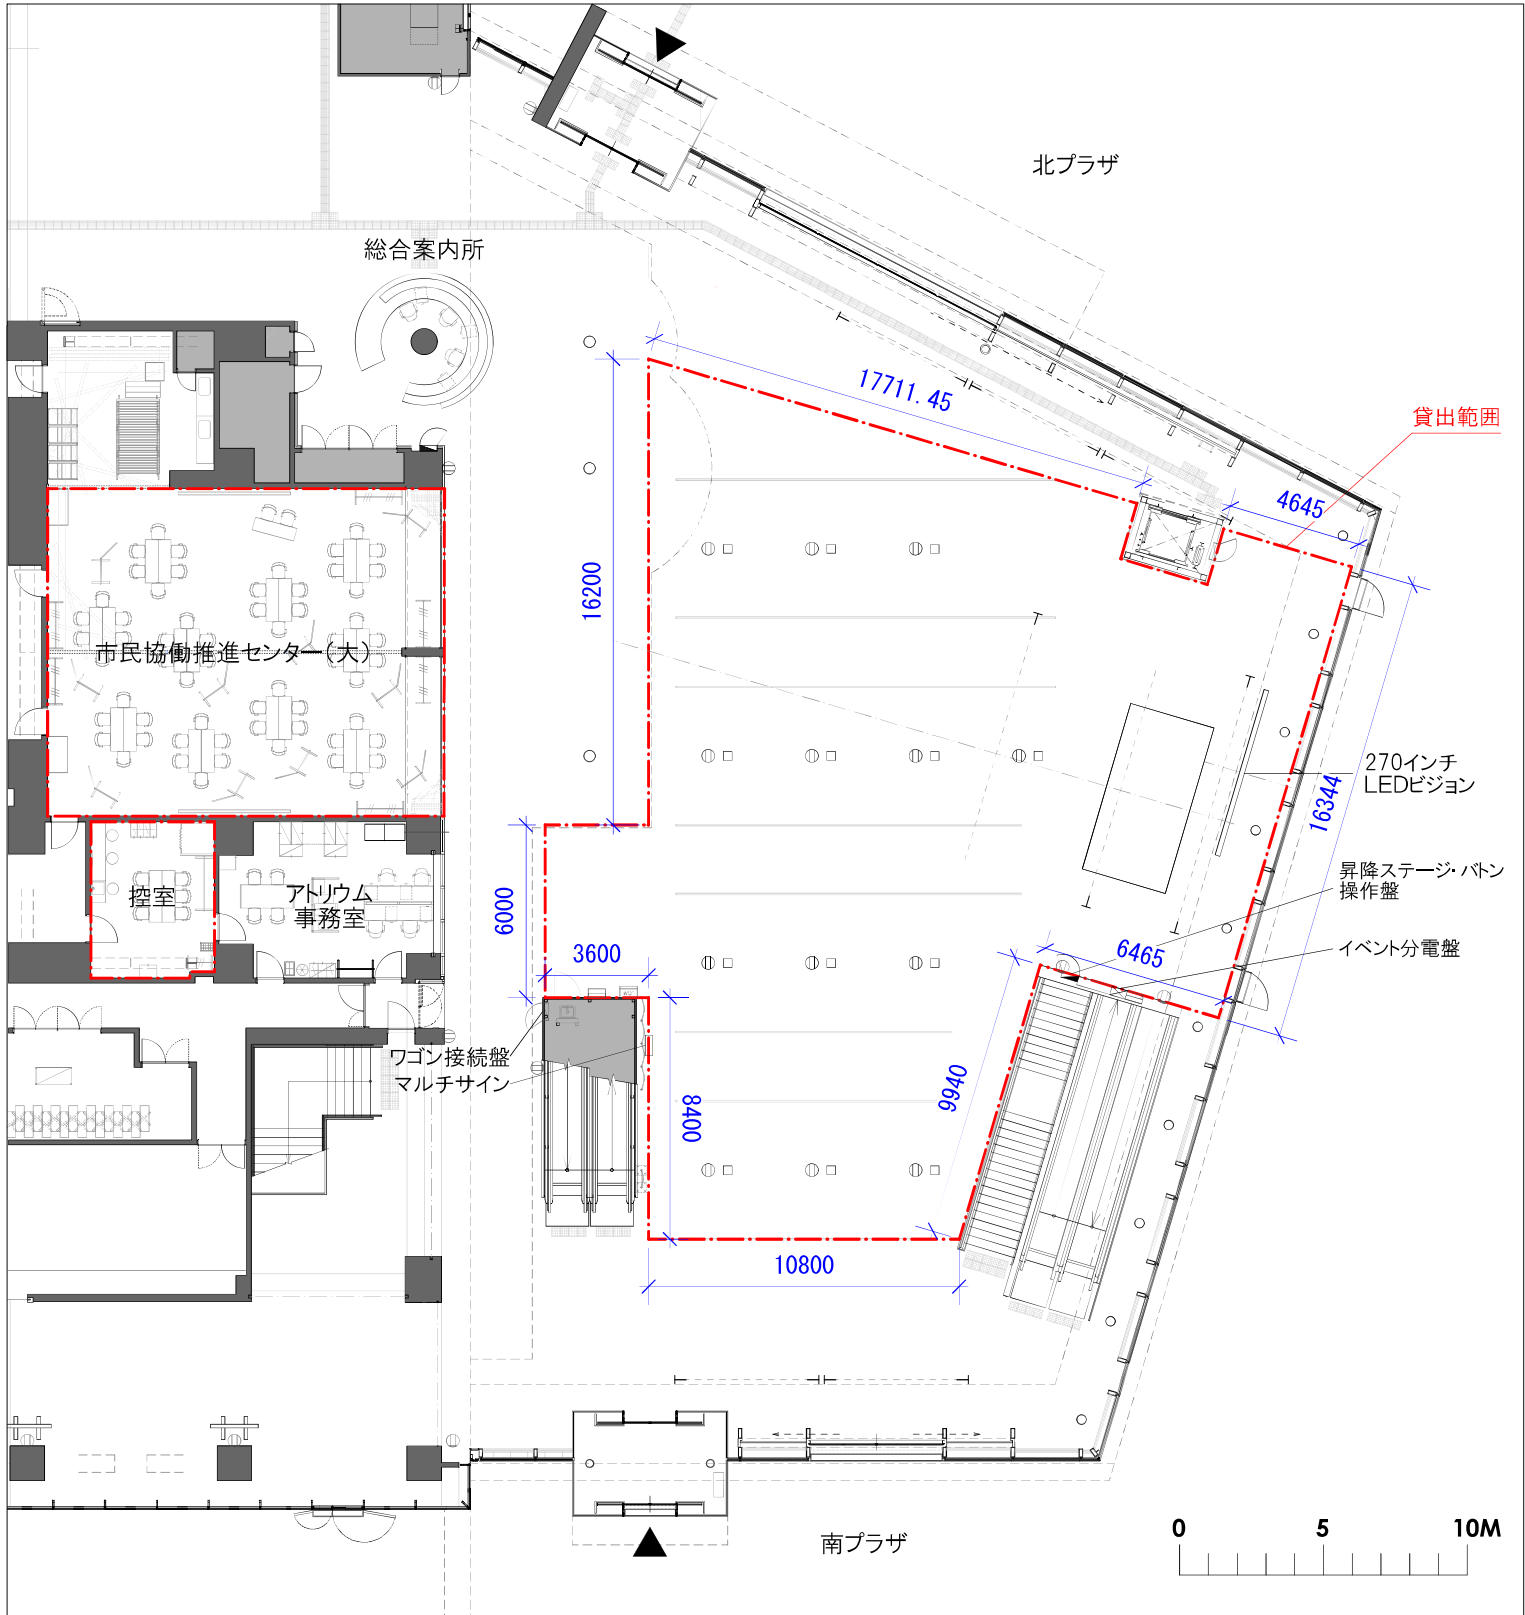 北プラザ
総合案内所
17711.45
貸出範囲
4645
16200
市民協働推進センター(大)
270インチ
LEDビジョン
16344
昇降ステージ・バトン
操作盤
控室
アトリウム
事務室
6000
3600
6465
イベント分電盤
ワゴン接続盤
マルチサイン
8400
9940
10800
南プラザ
0 5 10M